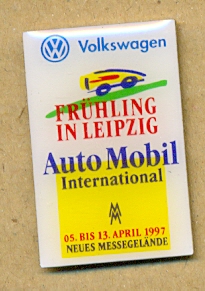 Volkswagen
FRÜHLING
IN LEIPZIG
Auto Mobil
International
05. BIS 13. APRIL 1997
NEUES MESSEGELÄNDE